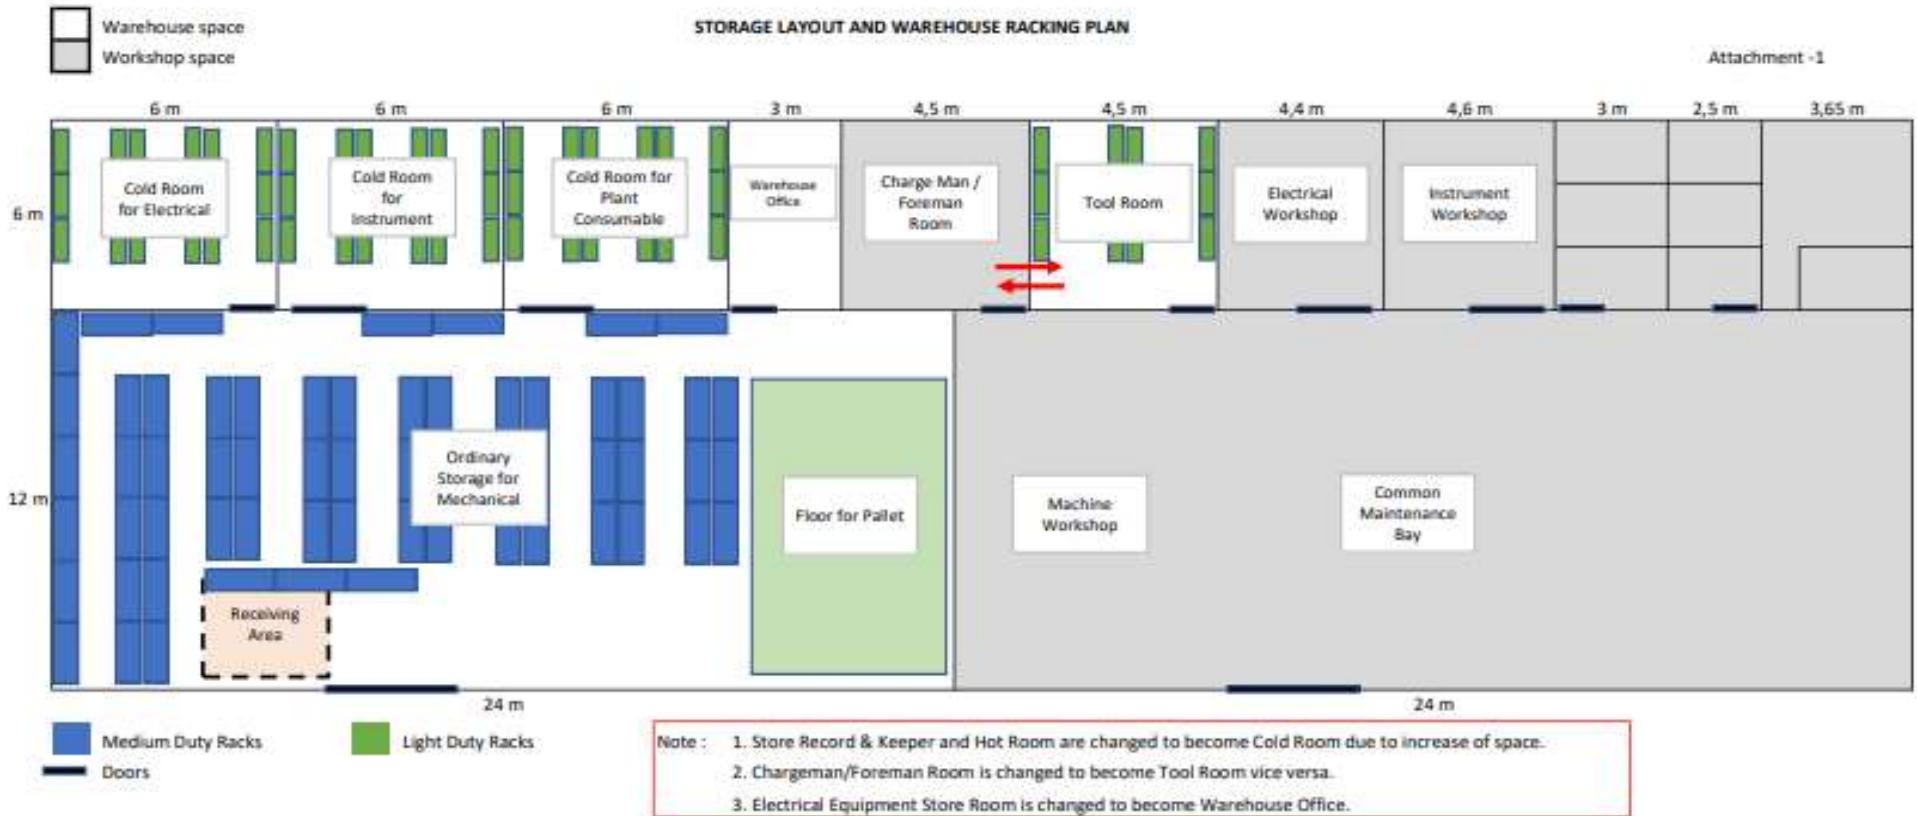 Warehouse space
STORAGE LAYOUT AND WAREHOUSE RACKING PLAN
Workshop space
Attachment -1
6 m
6 m
6 m
3 m
4,5 m
4,5 m
4,4 m
4,6 m
3 m
2,5 m
3,65 m
6 m
Cold Room
for Electrical
Cold Room
for
Instrument
Cold Room for
Plant
Consumable
Warehouse
Office
Charge Man /
Foreman
Room
Tool Room
Electrical
Workshop
Instrument
Workshop
12 m
Ordinary
Storage for
Mechanical
Floor for Pallet
Machine
Workshop
Common
Maintenance
Bay
Receiving
Area
24 m
24 m
Medium Duty Racks
Light Duty Racks
Doors
Note :
1. Store Record & Keeper and Hot Room are changed to become Cold Room due to increase of space.
2. Chargeman/Foreman Room is changed to become Tool Room vice versa.
3. Electrical Equipment Store Room is changed to become Warehouse Office.